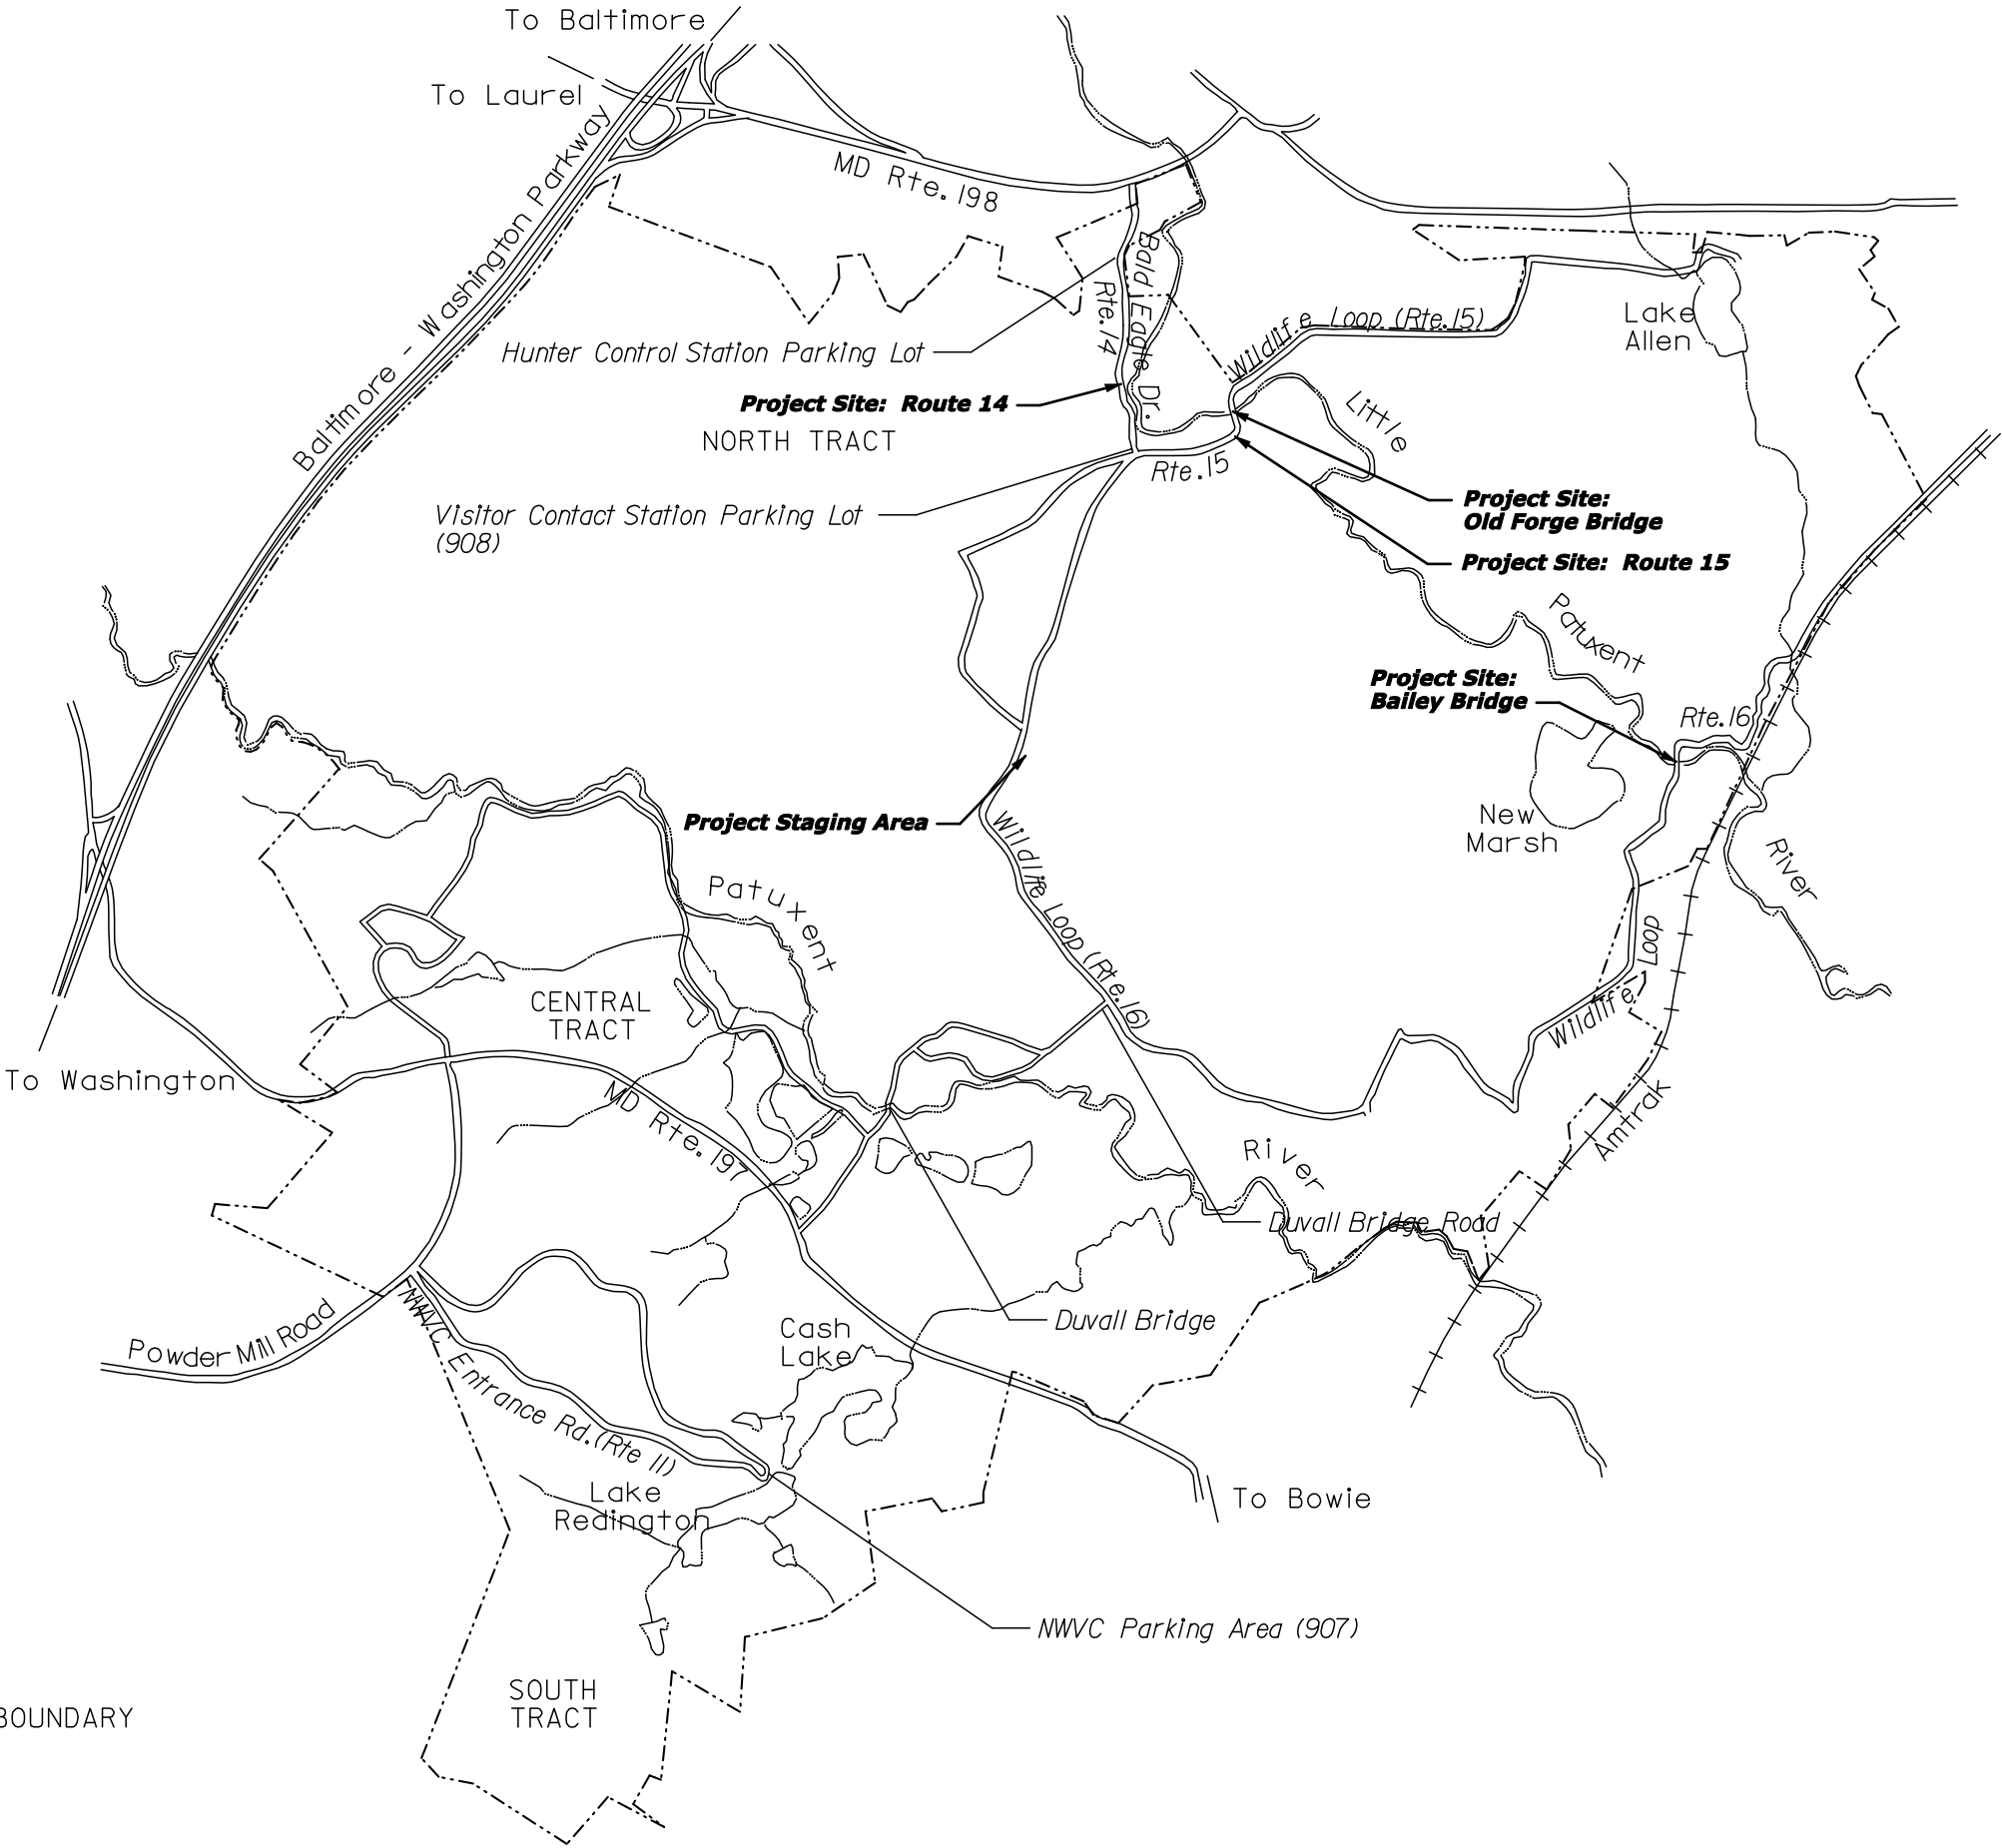 To Baltimore
To Laurel
Baltimore - Washington Parkway
MD Rte. 198
Bald Eagle Dr.
Rte. 14
Hunter Control Station Parking Lot
Project Site: Route 14
NORTH TRACT
Wildlife Loop (Rte. 15)
Lake
Allen
Little
Rte. 15
Visitor Contact Station Parking Lot
(908)
Project Site:
Old Forge Bridge
Project Site: Route 15
Patuxent
Project Site:
Bailey Bridge
Rte. 16
New
Marsh
River
Project Staging Area
Wildlife Loop (Rte. 16)
Patuxent
Wildlife Loop
CENTRAL
TRACT
To Washington
MD Rte. 197
Amtrak
River
Duvall Bridge Road
Duvall Bridge
Powder Mill Road
NWVC Entrance Rd. (Rte 11)
Cash
Lake
Lake
Redington
To Bowie
NWVC Parking Area (907)
SOUTH
TRACT
BOUNDARY